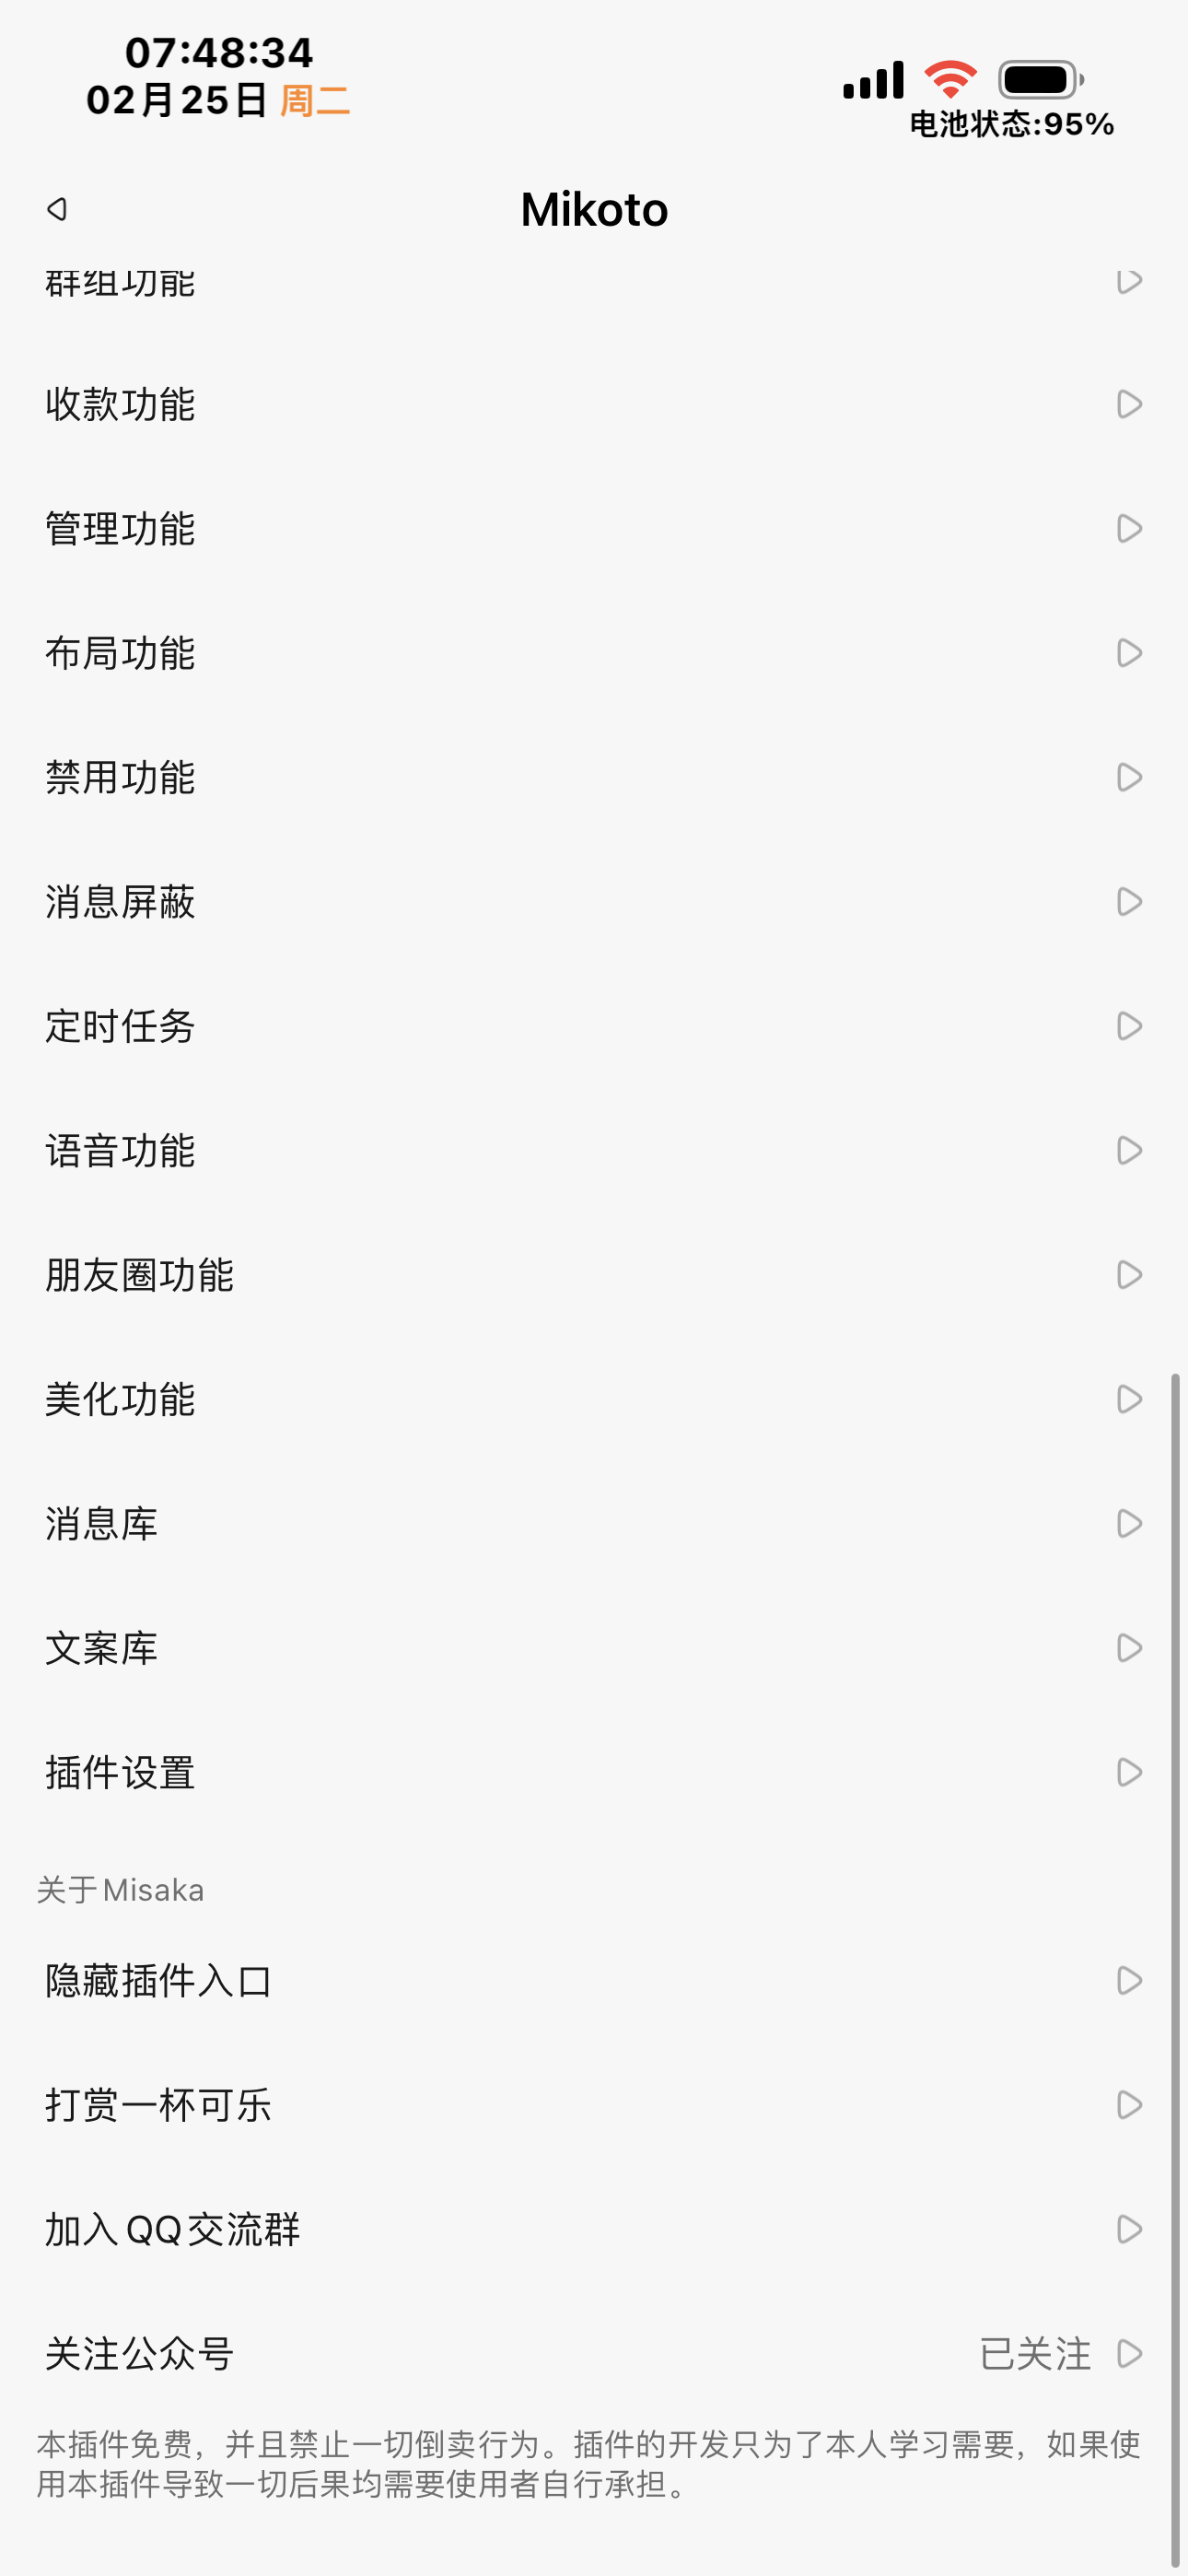 07:48:34
02月25日 周二
电池状态:95%
Mikoto
群组功能
收款功能
管理功能
布局功能
禁用功能
消息屏蔽
定时任务
语音功能
朋友圈功能
美化功能
消息库
文案库
插件设置
关于Misaka
隐藏插件入口
打赏一杯可乐
加入QQ交流群
关注公众号 已关注
本插件免费，并且禁止一切倒卖行为。插件的开发只为了本人学习需要，如果使
用本插件导致一切后果均需要使用者自行承担。